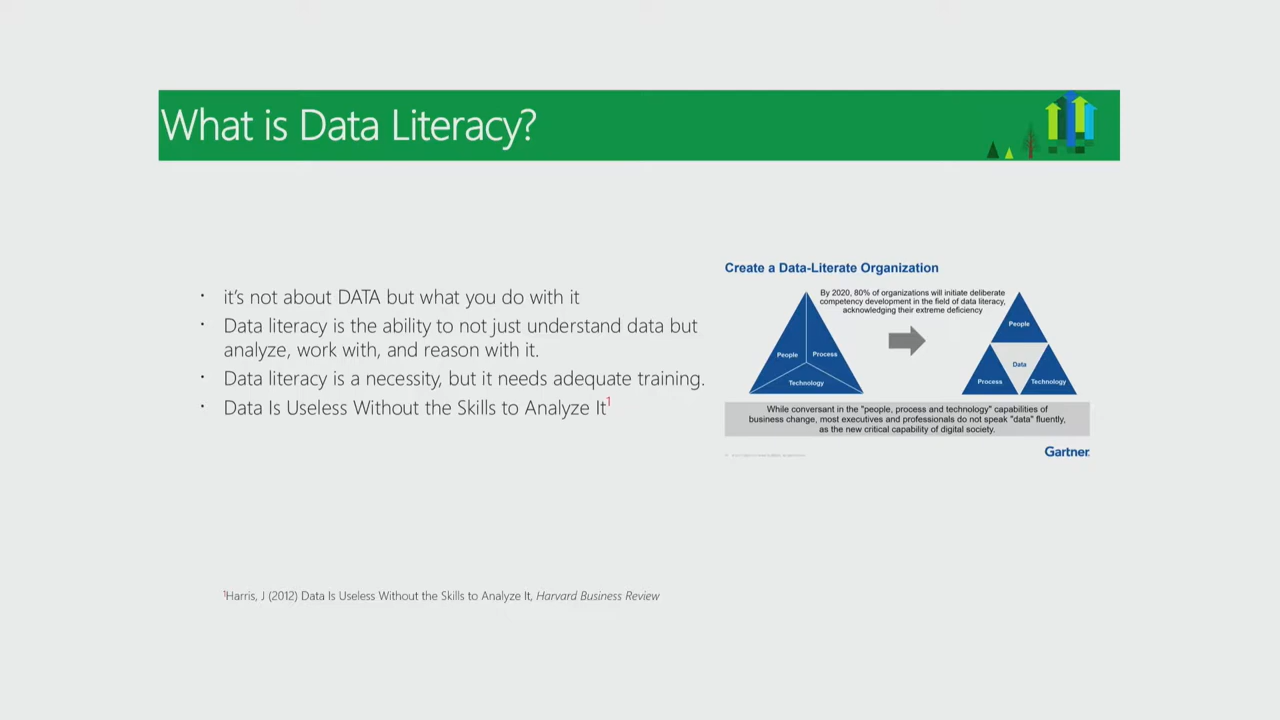 What is Data Literacy?
· it's not about DATA but what you do with it
· Data literacy is the ability to not just understand data but
analyze, work with, and reason with it.
· Data literacy is a necessity, but it needs adequate training.
· Data Is Useless Without the Skills to Analyze It1
Create a Data-Literate Organization
By 2020, 80% of organizations will initiate deliberate
competency development in the field of data literacy,
acknowledging their extreme deficiency
People
Process
Technology
People
Data
Process
Technology
While conversant in the "people, process and technology" capabilities of
business change, most executives and professionals do not speak "data" fluently,
as the new critical capability of digital society.
Gartner
1Harris, J (2012) Data Is Useless Without the Skills to Analyze It, Harvard Business Review